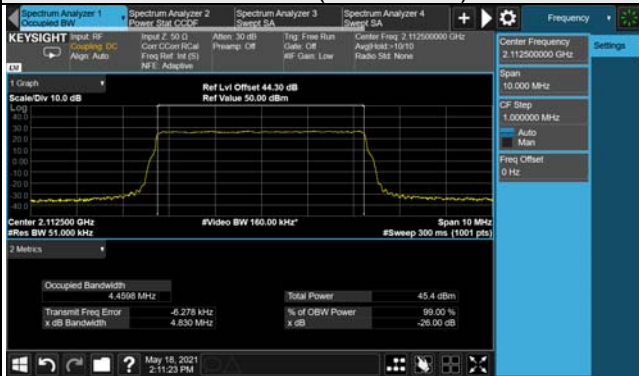 Spectrum Analyzer 1
Occupied BW
Spectrum Analyzer 2
Power Stat CCDF
Spectrum Analyzer 3
Swept SA
Spectrum Analyzer 4
Swept SA
Frequency
KEYSIGHT
Input: RF
Coupling: DC
Align: Auto
Input Z: 50 Ω
Corr CCorr RCal
Freq Ref: Int (S)
NFE: Adaptive
Atten: 30 dB
Preamp: Off
Trig: Free Run
Gate: Off
#IF Gain: Low
Center Freq: 2.112500000 GHz
Avg|Hold:>10/10
Radio Std: None
1 Graph
Scale/Div 10.0 dB
Ref Lvl Offset 44.30 dB
Ref Value 50.00 dBm
Log
40.0
30.0
20.0
10.0
0.00
-10.0
-20.0
-30.0
-40.0
Center 2.112500 GHz
#Res BW 51.000 kHz
#Video BW 160.00 kHz*
Span 10 MHz
#Sweep 300 ms (1001 pts)
2 Metrics
Occupied Bandwidth
4.4598 MHz
Transmit Freq Error
-6.278 kHz
x dB Bandwidth
4.830 MHz
Total Power
45.4 dBm
% of OBW Power
99.00 %
x dB
-26.00 dB
Center Frequency
2.112500000 GHz
Settings
Span
10.000 MHz
CF Step
1.000000 MHz
Auto
Man
Freq Offset
0 Hz
May 18, 2021
2:11:23 PM